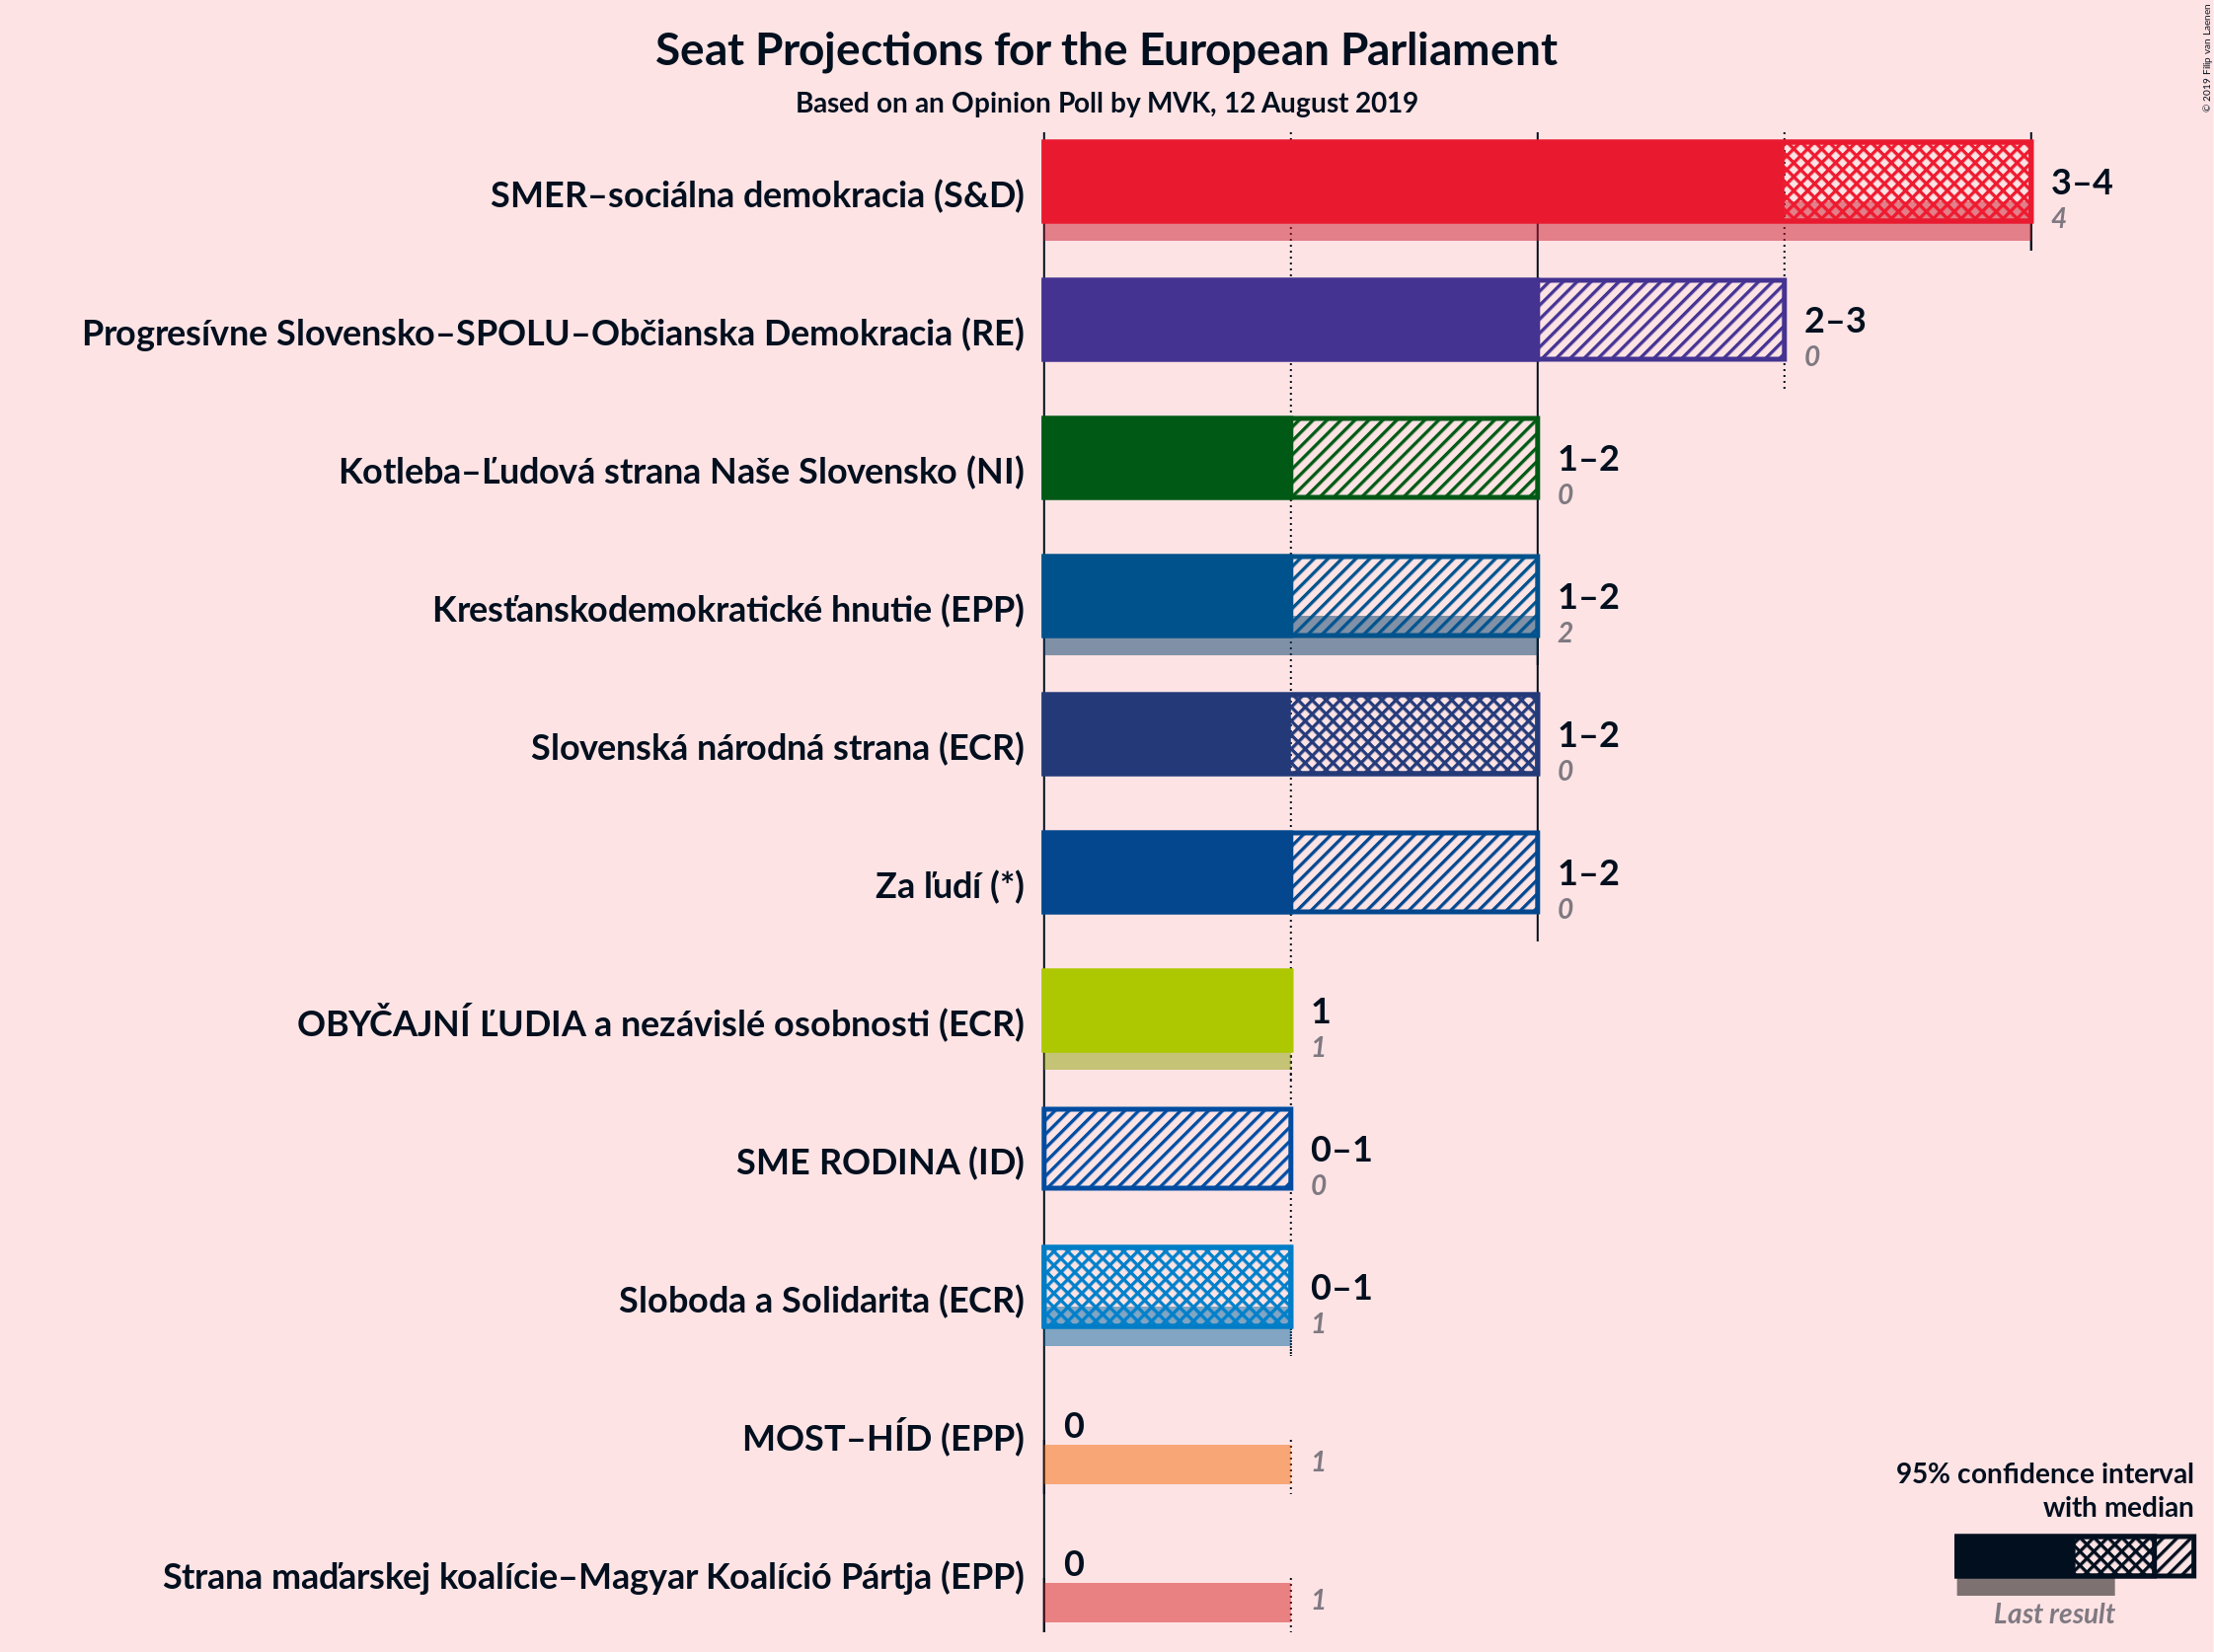 Seat Projections for the European Parliament
Based on an Opinion Poll by MVK, 12 August 2019
© 2019 Filip van Laenen
SMER–sociálna demokracia (S&D)
3–4
4
Progresívne Slovensko–SPOLU–Občianska Demokracia (RE)
2–3
0
Kotleba–Ľudová strana Naše Slovensko (NI)
1–2
0
Kresťanskodemokratické hnutie (EPP)
1–2
2
Slovenská národná strana (ECR)
1–2
0
Za ľudí (*)
1–2
0
OBYČAJNÍ ĽUDIA a nezávislé osobnosti (ECR)
1
1
SME RODINA (ID)
0–1
0
Sloboda a Solidarita (ECR)
0–1
1
MOST–HÍD (EPP)
0
1
Strana maďarskej koalície–Magyar Koalíció Pártja (EPP)
0
1
95% confidence interval
with median
Last result